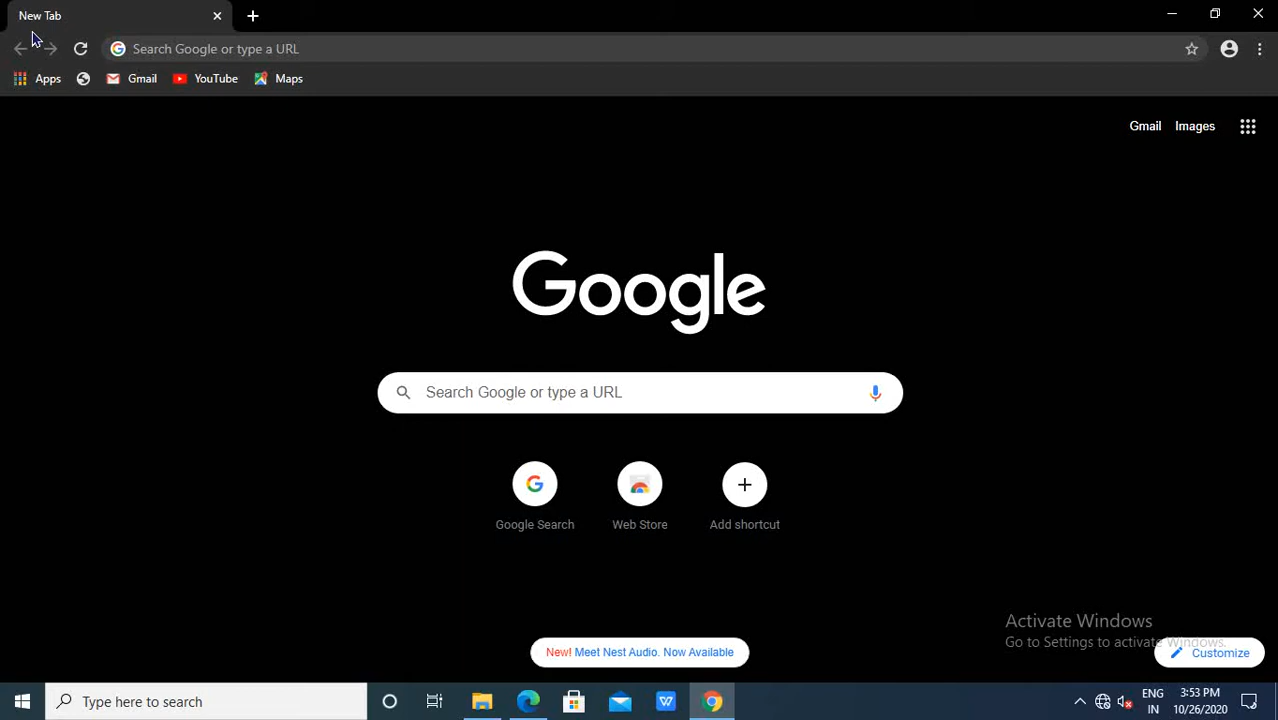 New Tab
Search Google or type a URL
Apps Gmail YouTube Maps
Gmail Images
Google
Search Google or type a URL
Google Search Web Store Add shortcut
Activate Windows
Go to Settings to activate Windows.
New! Meet Nest Audio. Now Available
Customize
Type here to search
ENG 3:53 PM
IN 10/26/2020